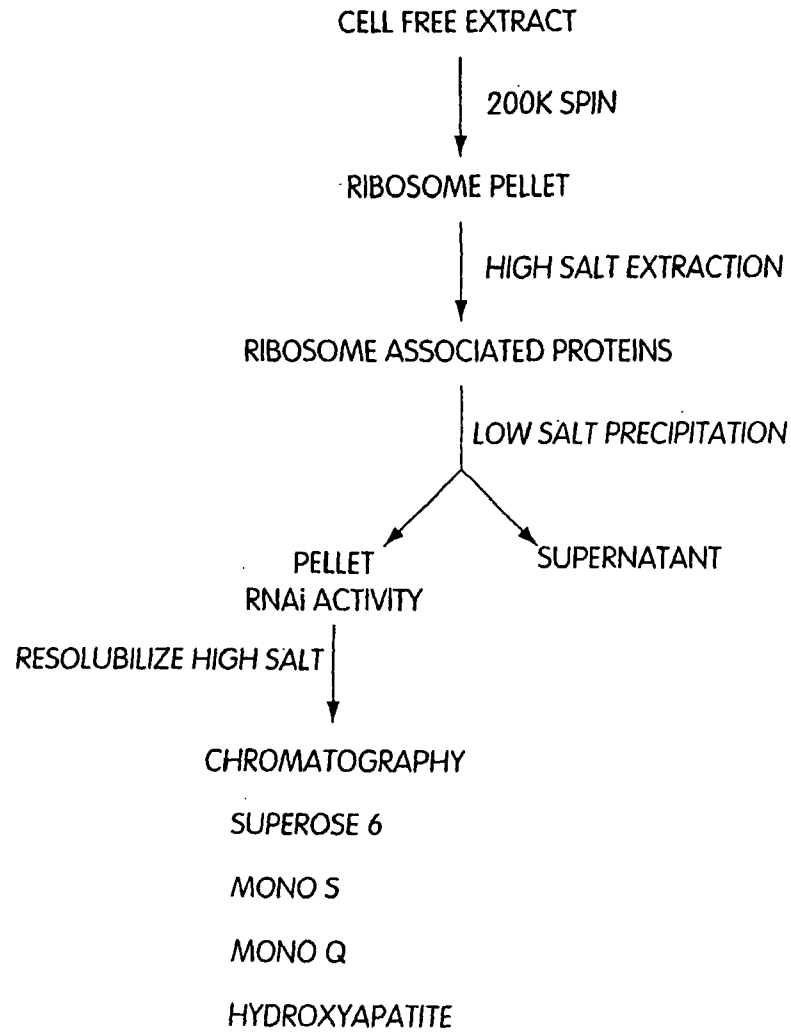 CELL FREE EXTRACT
200K SPIN
RIBOSOME PELLET
HIGH SALT EXTRACTION
RIBOSOME ASSOCIATED PROTEINS
LOW SALT PRECIPITATION
PELLET
RNAi ACTIVITY
SUPERNATANT
RESOLUBILIZE HIGH SALT
CHROMATOGRAPHY
SUPEROSE 6
MONO S
MONO Q
HYDROXYAPATITE